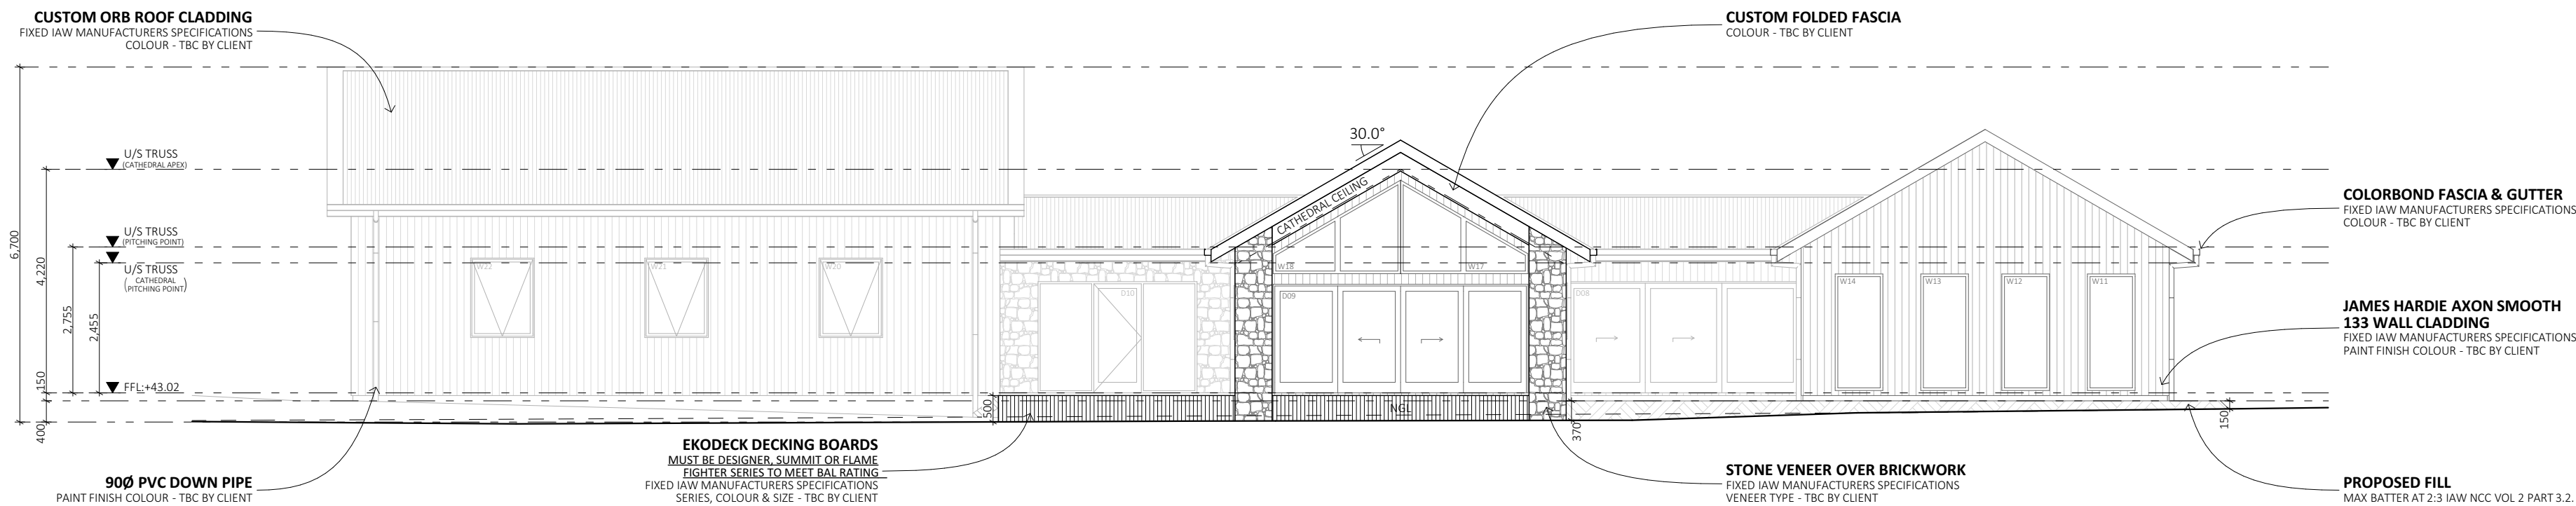 CUSTOM ORB ROOF CLADDING
FIXED IAW MANUFACTURERS SPECIFICATIONS
COLOUR - TBC BY CLIENT
CUSTOM FOLDED FASCIA
COLOUR - TBC BY CLIENT
30.0°
U/S TRUSS
(CATHEDRAL APEX)
U/S TRUSS
(PITCHING POINT)
U/S TRUSS
CATHEDRAL
(PITCHING POINT)
FFL:+43.02
6,700
4,220
2,755
2,455
150
400
CATHEDRAL CEILING
W22
W21
W20
D10
W18
W17
D09
D08
W14
W13
W12
W11
500
NGL
370
150
COLORBOND FASCIA & GUTTER
FIXED IAW MANUFACTURERS SPECIFICATIONS
COLOUR - TBC BY CLIENT
JAMES HARDIE AXON SMOOTH
133 WALL CLADDING
FIXED IAW MANUFACTURERS SPECIFICATIONS
PAINT FINISH COLOUR - TBC BY CLIENT
90Ø PVC DOWN PIPE
PAINT FINISH COLOUR - TBC BY CLIENT
EKODECK DECKING BOARDS
MUST BE DESIGNER, SUMMIT OR FLAME
FIGHTER SERIES TO MEET BAL RATING
FIXED IAW MANUFACTURERS SPECIFICATIONS
SERIES, COLOUR & SIZE - TBC BY CLIENT
STONE VENEER OVER BRICKWORK
FIXED IAW MANUFACTURERS SPECIFICATIONS
VENEER TYPE - TBC BY CLIENT
PROPOSED FILL
MAX BATTER AT 2:3 IAW NCC VOL 2 PART 3.2.